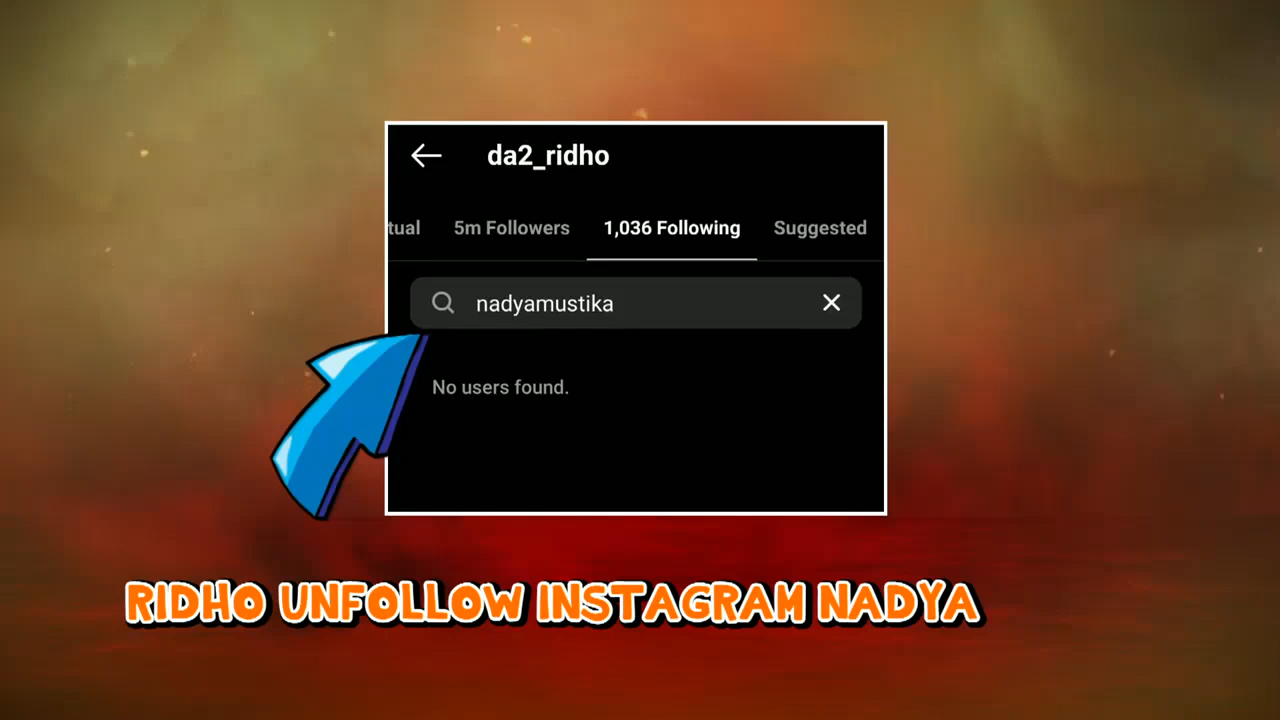 da2_ridho
tual 5m Followers 1,036 Following Suggested
nadyamustika
No users found.
RIDHO UNFOLLOW INSTAGRAM NADYA